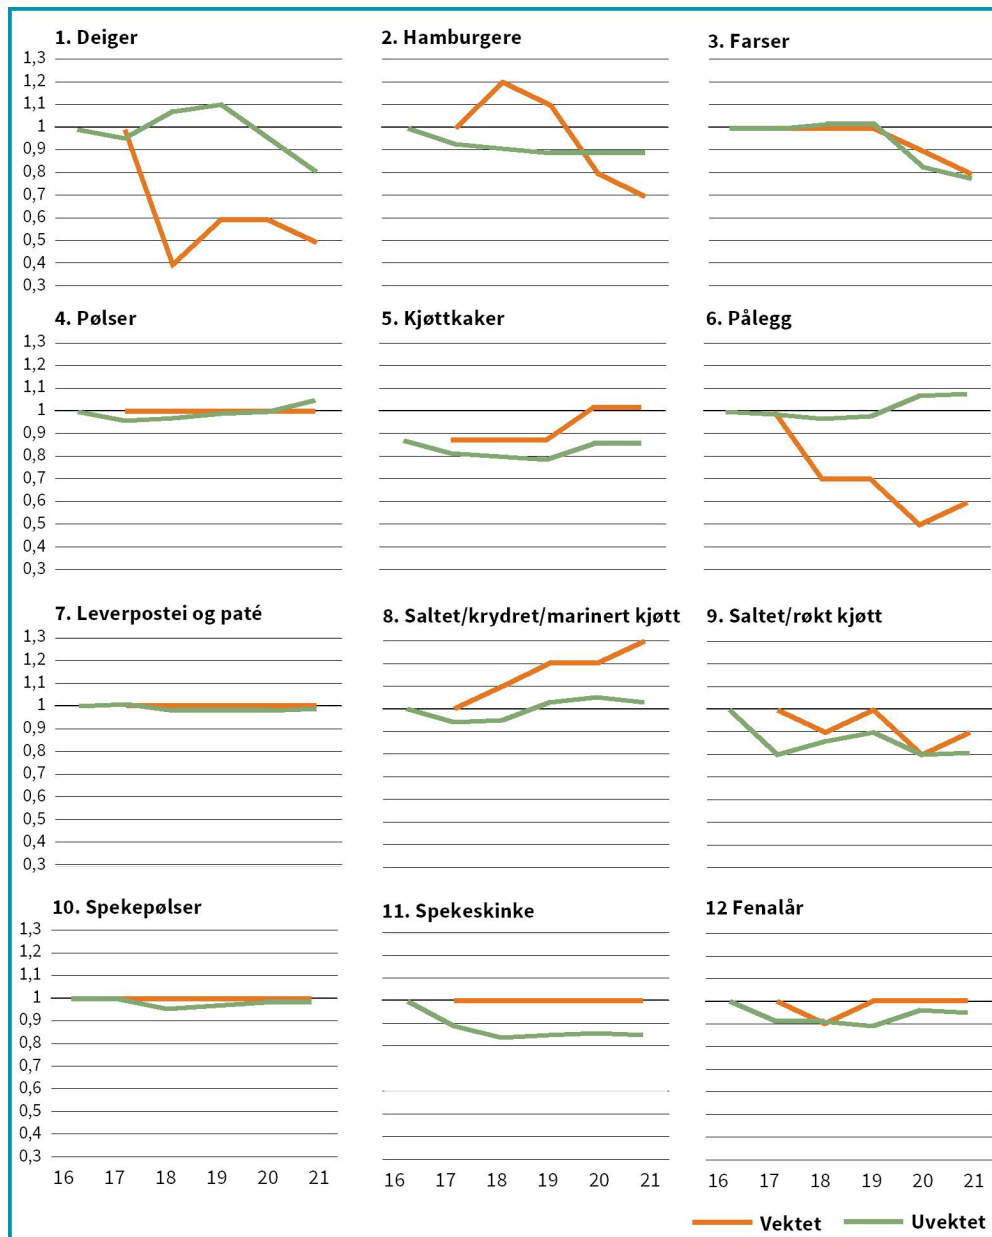 1. Deiger
1,3
1,2
1,1
1
0,9
0,8
0,7
0,6
0,5
0,4
0,3
2. Hamburgere
3. Farser
4. Pølser
1,3
1,2
1,1
1
0,9
0,8
0,7
0,6
0,5
0,4
0,3
5. Kjøttkaker
6. Pålegg
7. Leverpostei og paté
1,3
1,2
1,1
1
0,9
0,8
0,7
0,6
0,5
0,4
0,3
8. Saltet/krydret/marinert kjøtt
9. Saltet/røkt kjøtt
10. Spekepølser
1,3
1,2
1,1
1
0,9
0,8
0,7
0,6
0,5
0,4
0,3
16 17 18 19 20 21
11. Spekeskinke
16 17 18 19 20 21
12 Fenalår
16 17 18 19 20 21
Vektet Uvektet